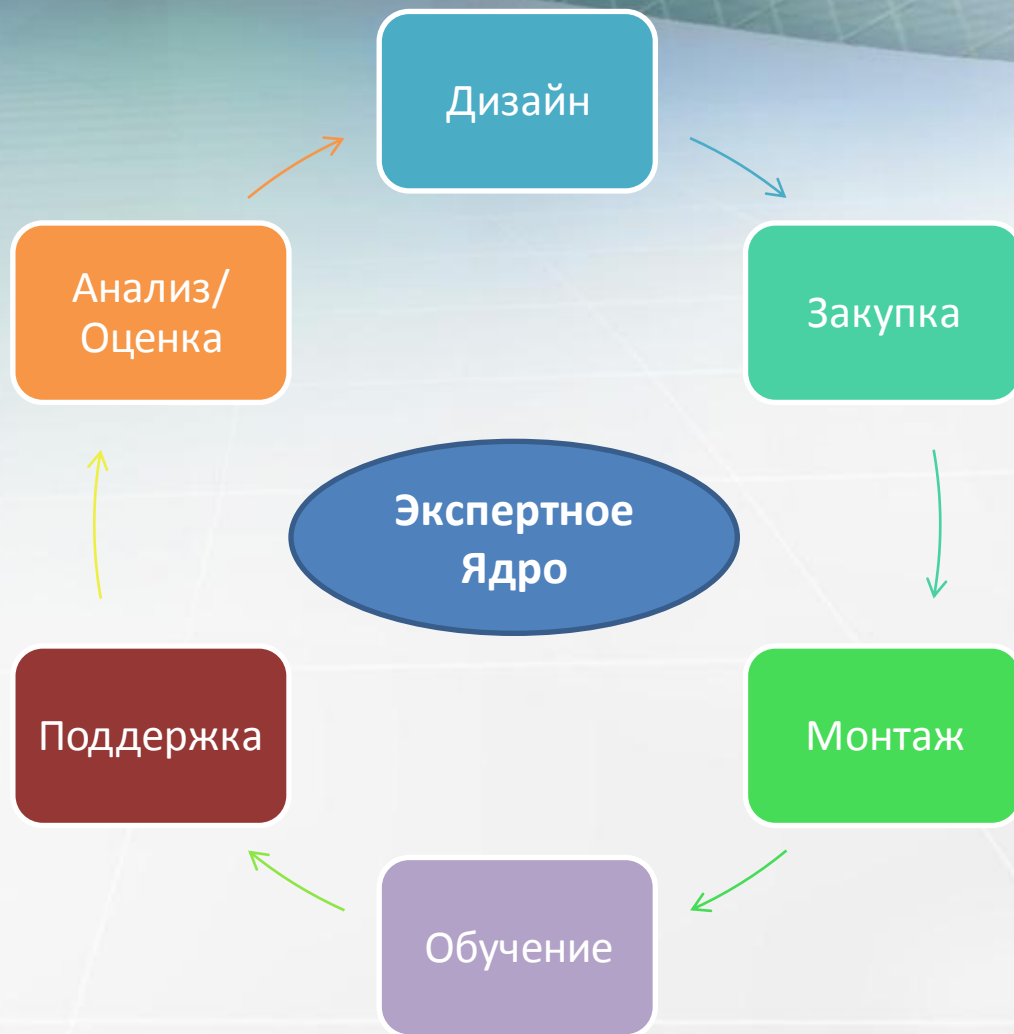 Дизайн
Закупка
Монтаж
Обучение
Поддержка
Анализ/
Оценка
Экспертное
Ядро